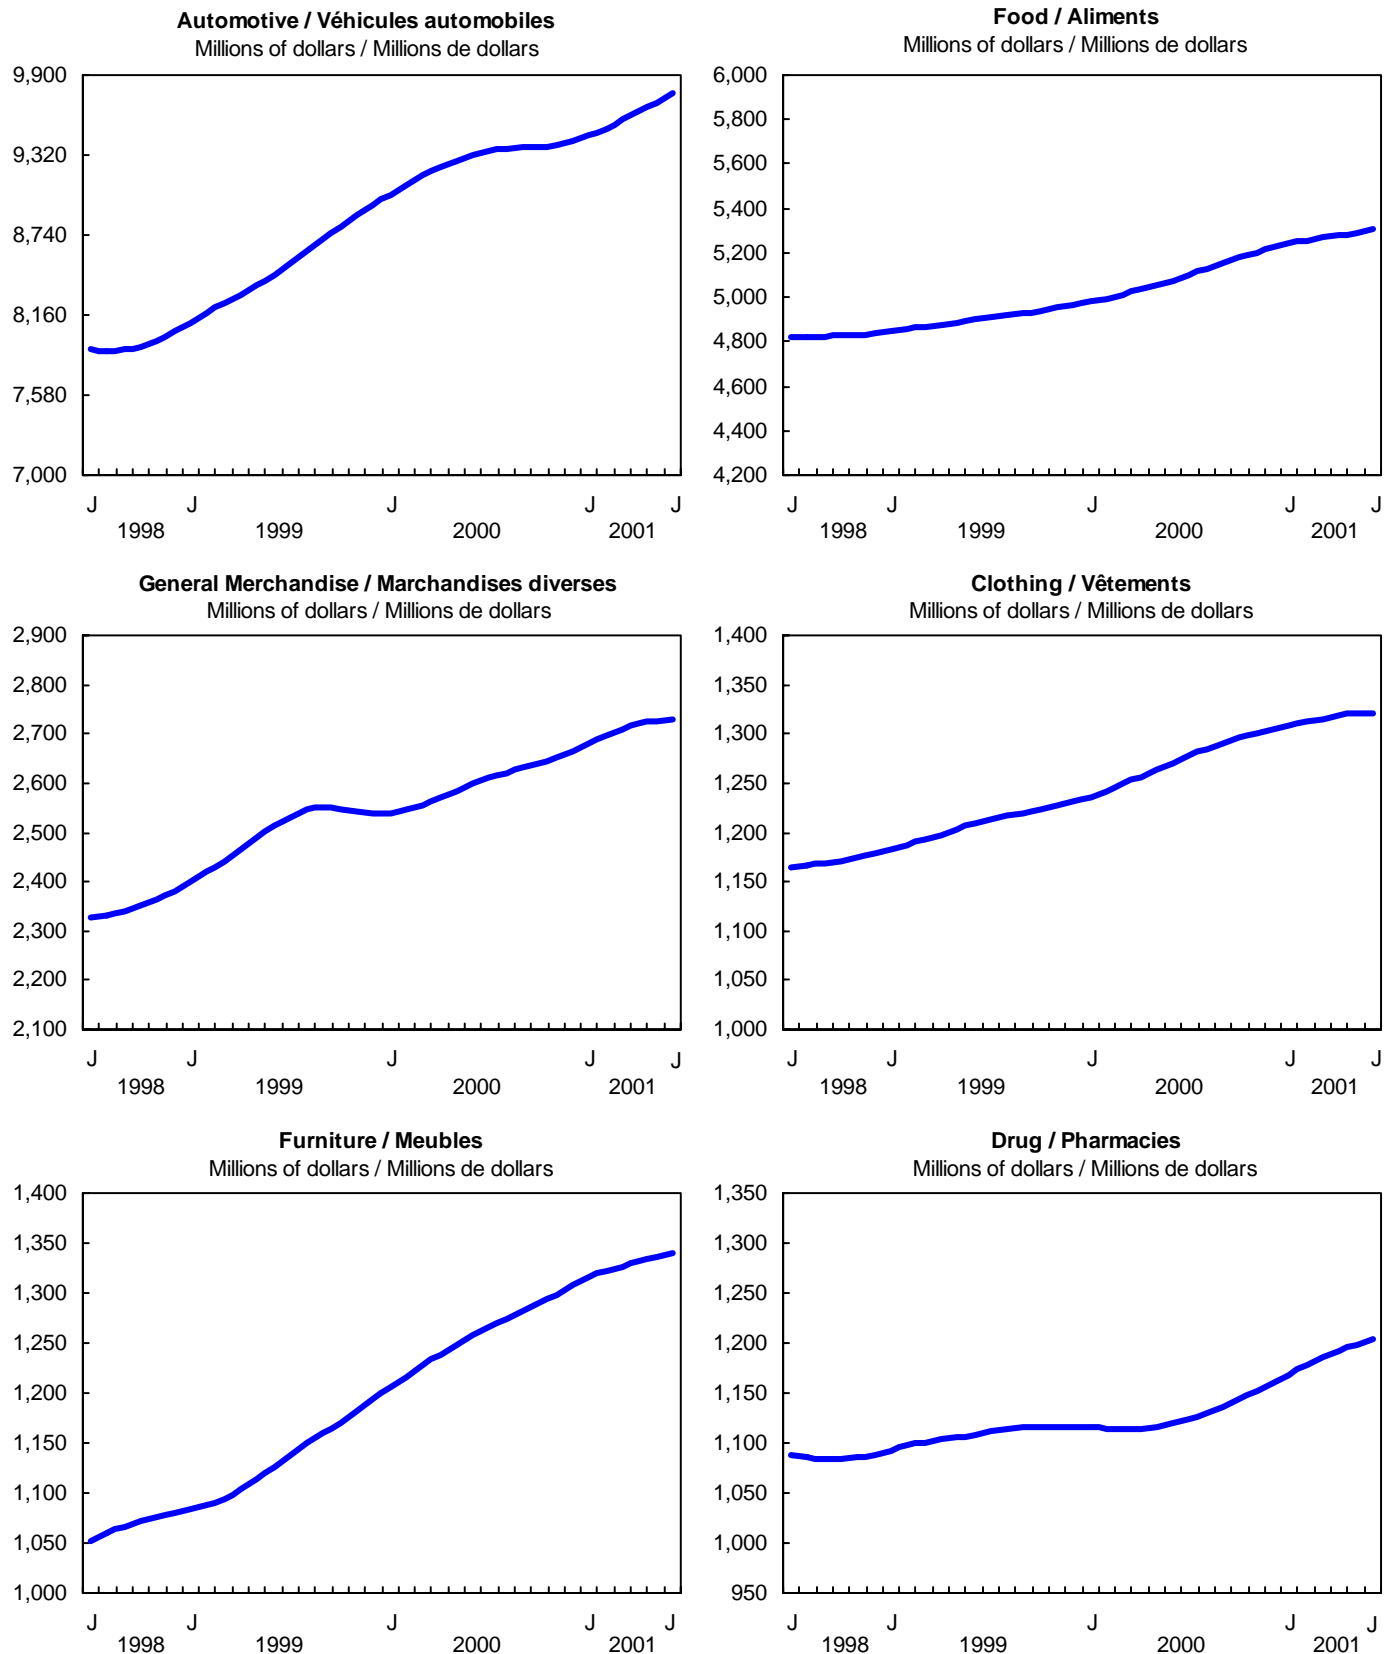 Automotive / Véhicules automobiles
Millions of dollars / Millions de dollars
9,900
9,320
8,740
8,160
7,580
7,000
J J J J J
1998 1999 2000 2001
Food / Aliments
Millions of dollars / Millions de dollars
6,000
5,800
5,600
5,400
5,200
5,000
4,800
4,600
4,400
4,200
J J J J J
1998 1999 2000 2001
General Merchandise / Marchandises diverses
Millions of dollars / Millions de dollars
2,900
2,800
2,700
2,600
2,500
2,400
2,300
2,200
2,100
J J J J J
1998 1999 2000 2001
Clothing / Vêtements
Millions of dollars / Millions de dollars
1,400
1,350
1,300
1,250
1,200
1,150
1,100
1,050
1,000
J J J J J
1998 1999 2000 2001
Furniture / Meubles
Millions of dollars / Millions de dollars
1,400
1,350
1,300
1,250
1,200
1,150
1,100
1,050
1,000
J J J J J
1998 1999 2000 2001
Drug / Pharmacies
Millions of dollars / Millions de dollars
1,350
1,300
1,250
1,200
1,150
1,100
1,050
1,000
950
J J J J J
1998 1999 2000 2001